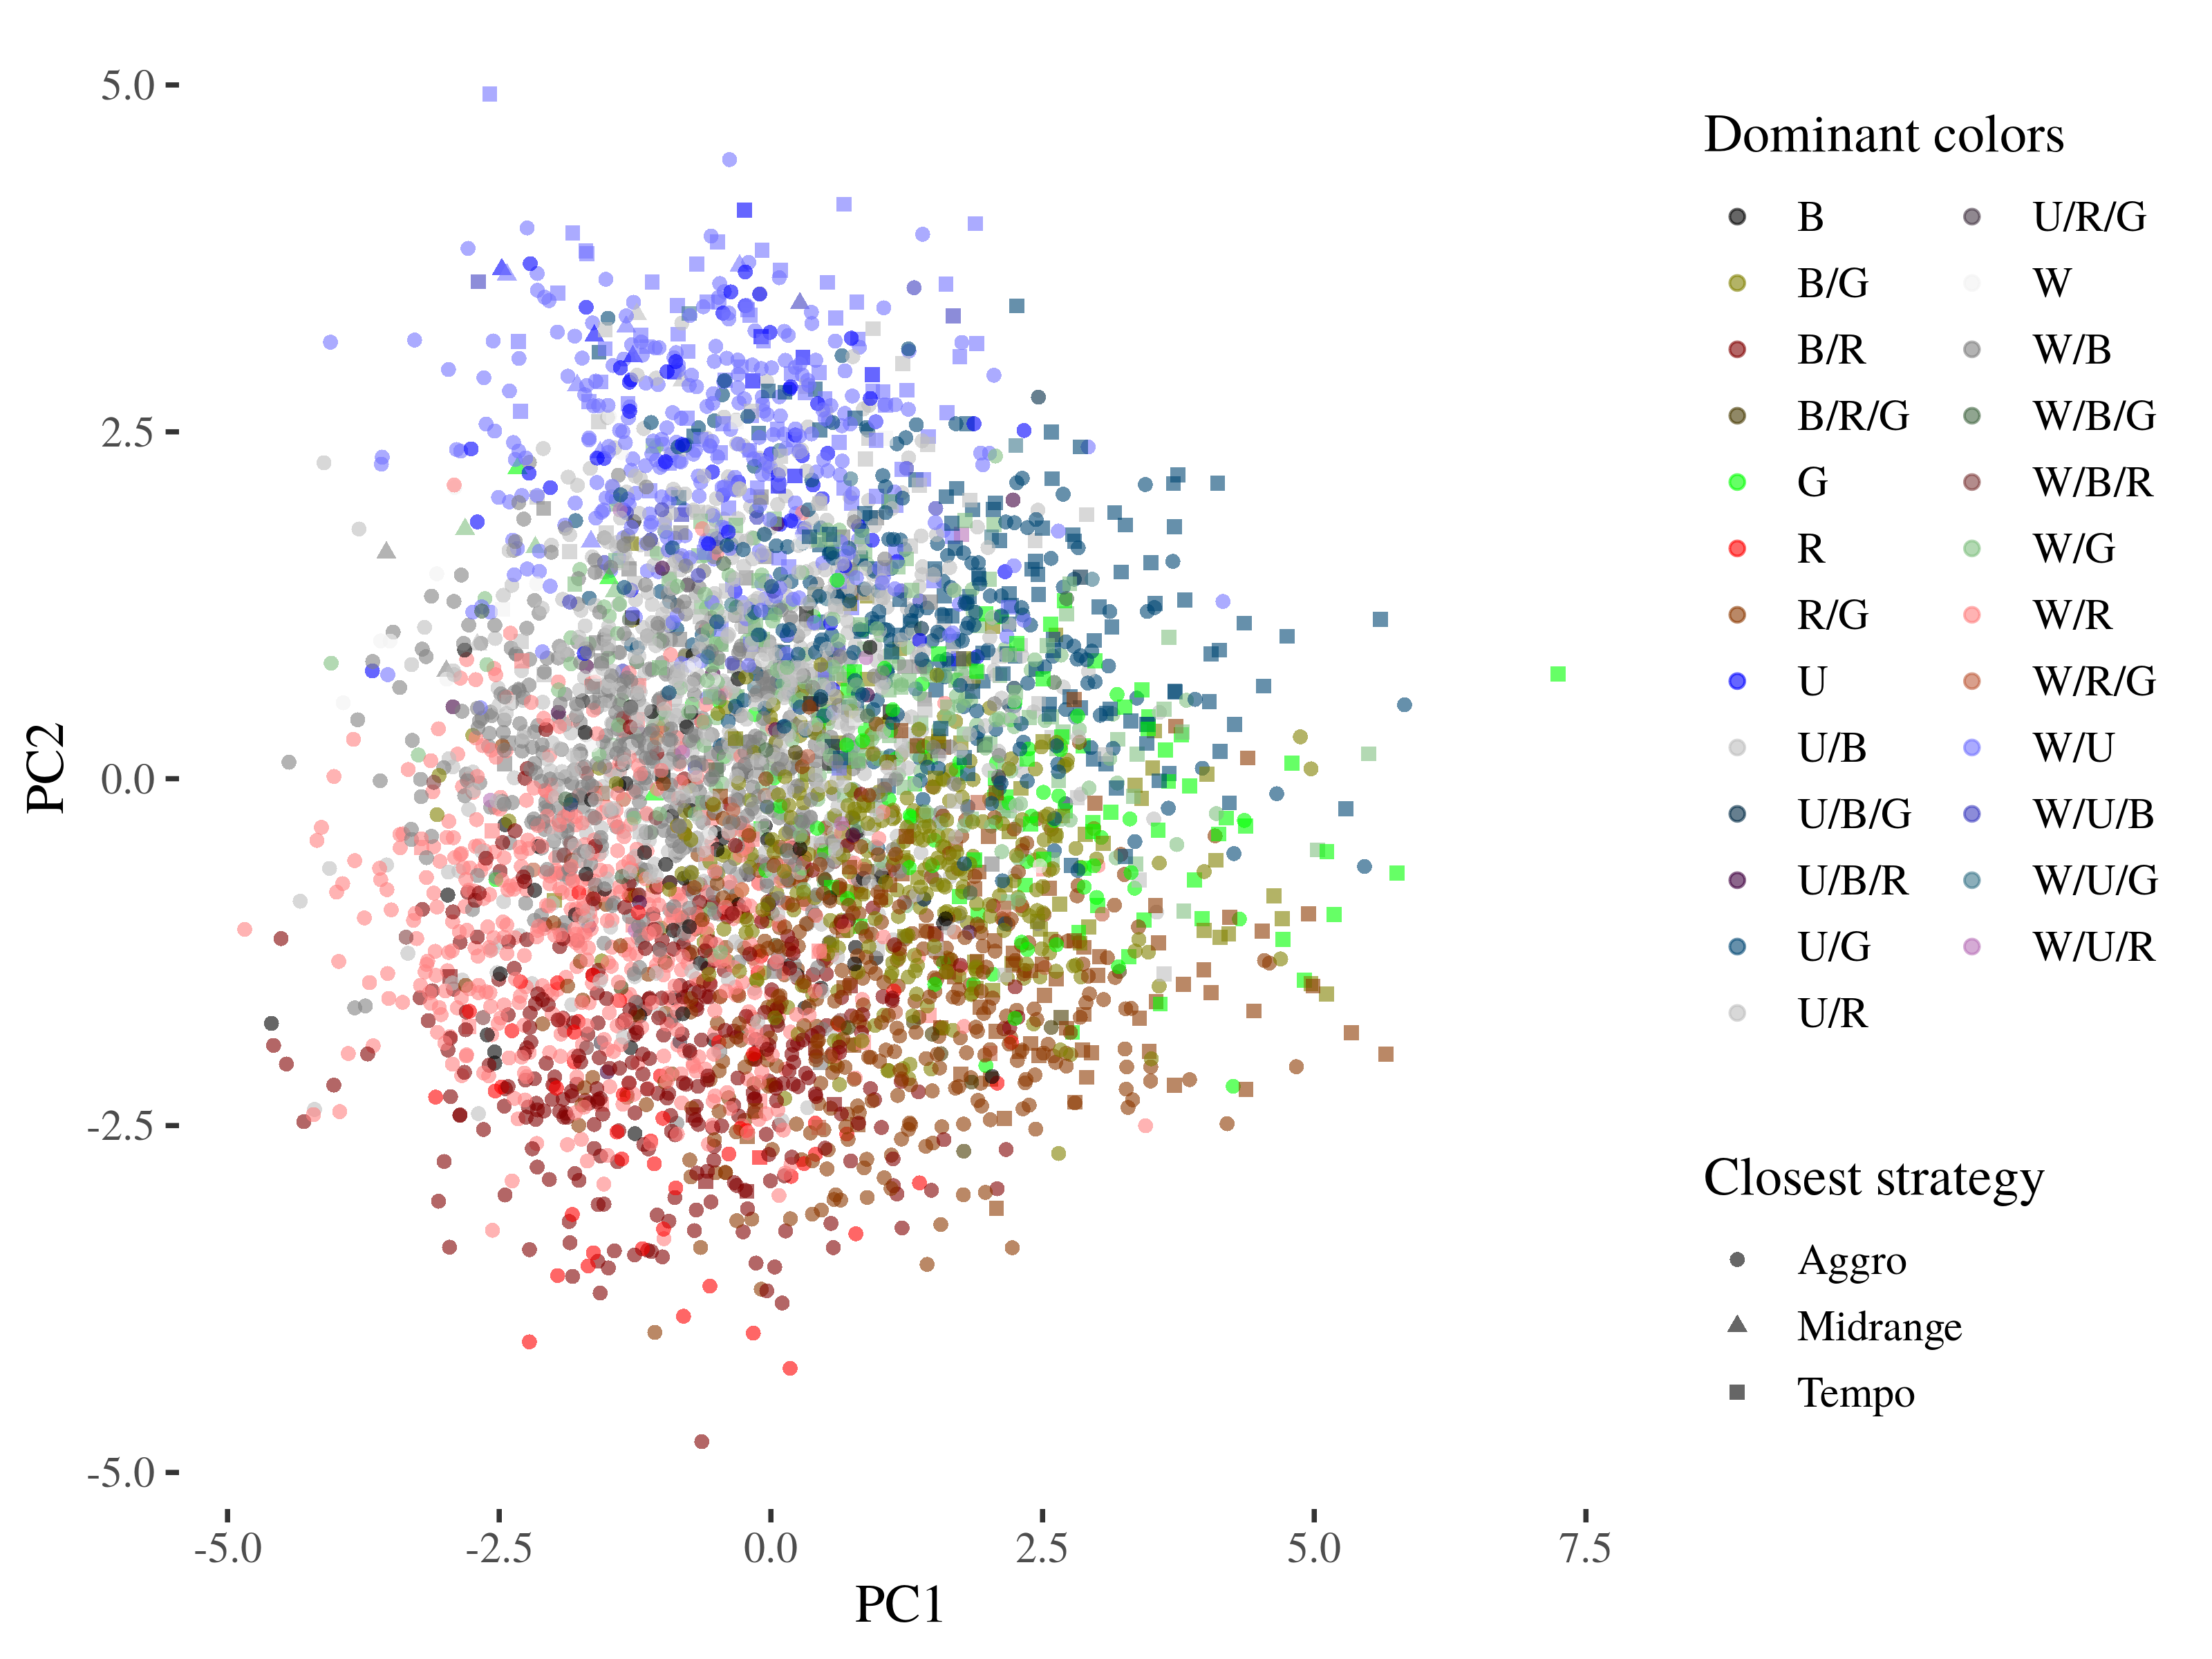 5.0
2.5
0.0
-2.5
-5.0
PC2
-5.0
-2.5
0.0
2.5
5.0
7.5
PC1
Dominant colors
B
B/G
B/R
B/R/G
G
R
R/G
U
U/B
U/B/G
U/B/R
U/G
U/R
U/R/G
W
W/B
W/B/G
W/B/R
W/G
W/R
W/R/G
W/U
W/U/B
W/U/G
W/U/R
Closest strategy
Aggro
Midrange
Tempo